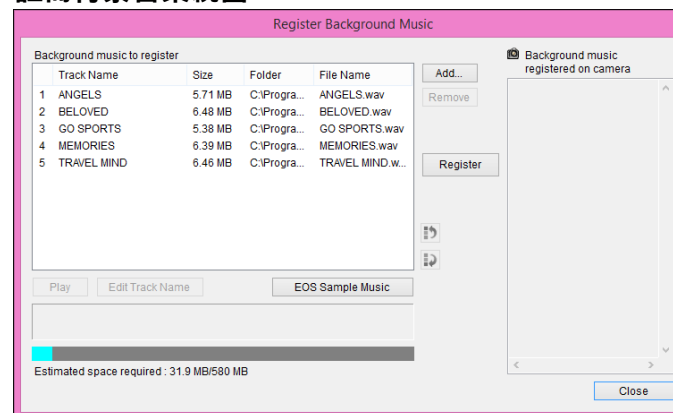 Register Background Music
Background music to register
Track Name Size Folder File Name
1 ANGELS 5.71 MB C:\Progra... ANGELS.wav
2 BELOVED 6.48 MB C:\Progra... BELOVED.wav
3 GO SPORTS 5.38 MB C:\Progra... GO SPORTS.wav
4 MEMORIES 6.39 MB C:\Progra... MEMORIES.wav
5 TRAVEL MIND 6.46 MB C:\Progra... TRAVEL MIND.w...
Play Edit Track Name EOS Sample Music
Estimated space required : 31.9 MB/580 MB
Add...
Remove
Register
Background music
registered on camera
Close